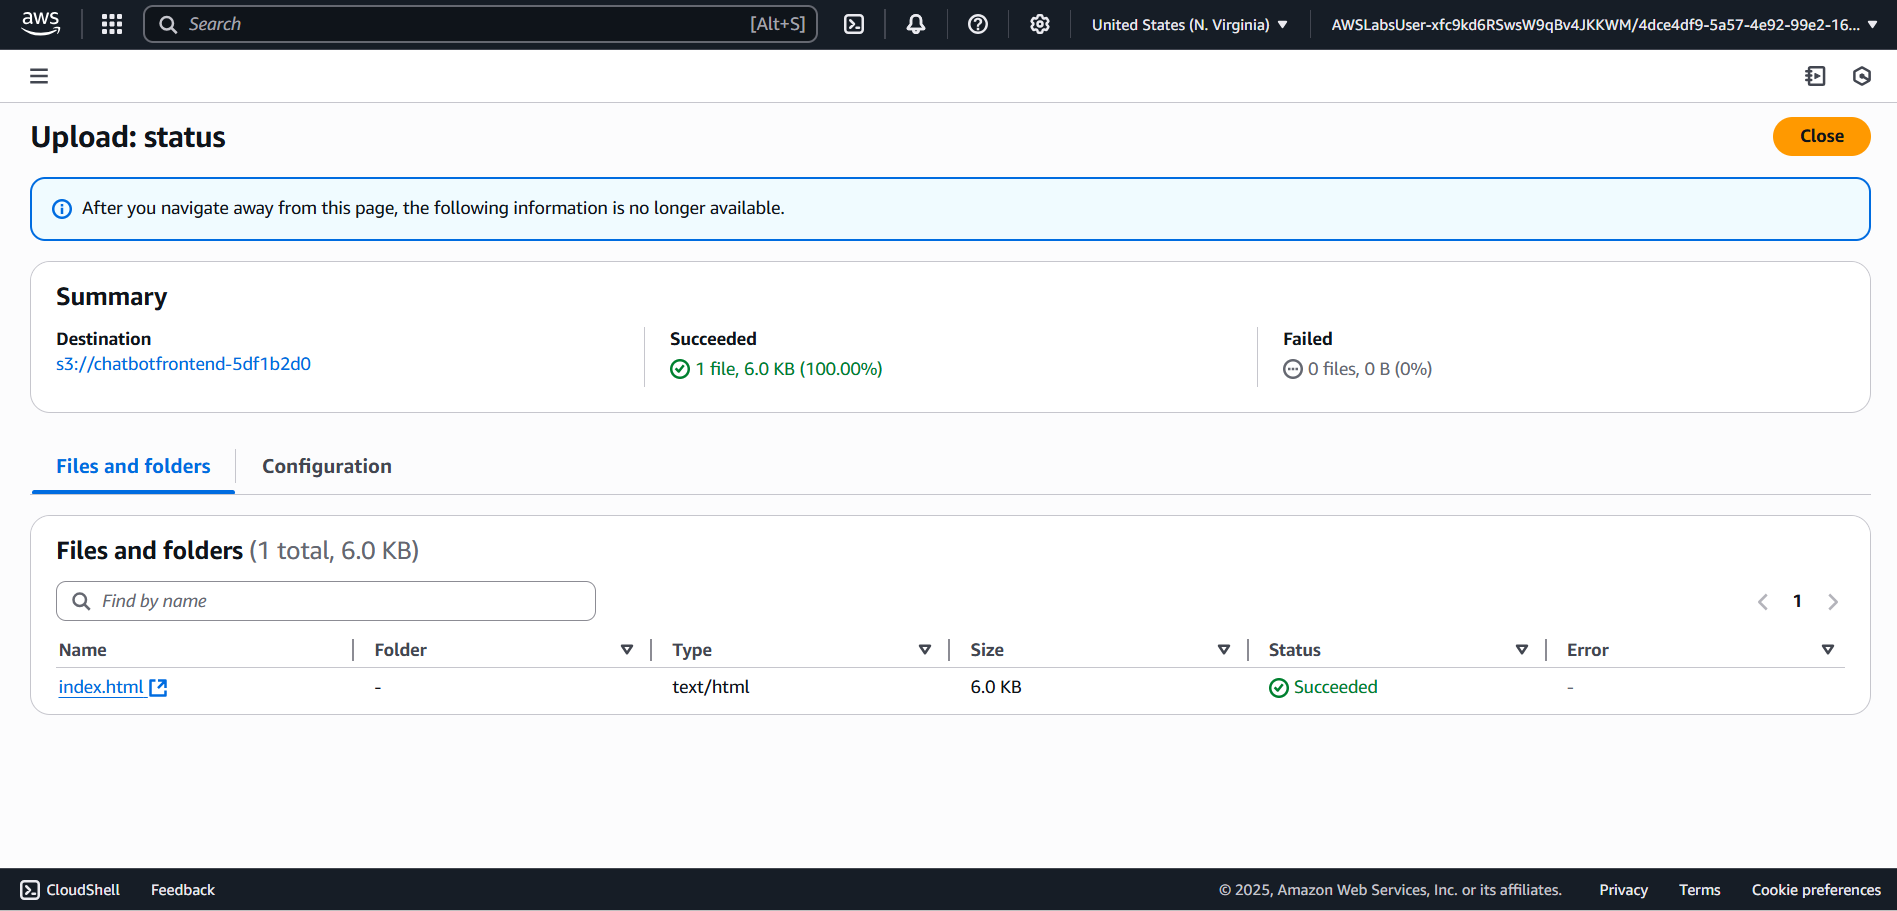 aws
Search [Alt+S]
United States (N. Virginia)
AWSLabsUser-xfc9kd6RSwsW9qBv4JKKWM/4dce4df9-5a57-4e92-99e2-16...
Upload: status
Close
After you navigate away from this page, the following information is no longer available.
Summary
Destination
s3://chatbotfrontend-5df1b2d0
Succeeded
1 file, 6.0 KB (100.00%)
Failed
0 files, 0 B (0%)
Files and folders
Configuration
Files and folders (1 total, 6.0 KB)
Find by name
1
Name Folder Type Size Status Error
index.html - text/html 6.0 KB Succeeded -
CloudShell Feedback © 2025, Amazon Web Services, Inc. or its affiliates. Privacy Terms Cookie preferences